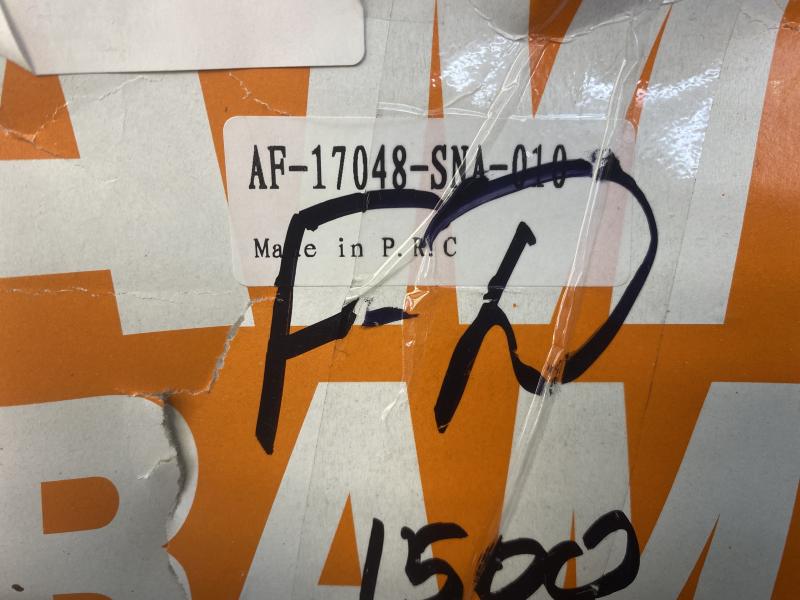 AF-17048-SNA-010
Made in P.R.C
F-D
1500